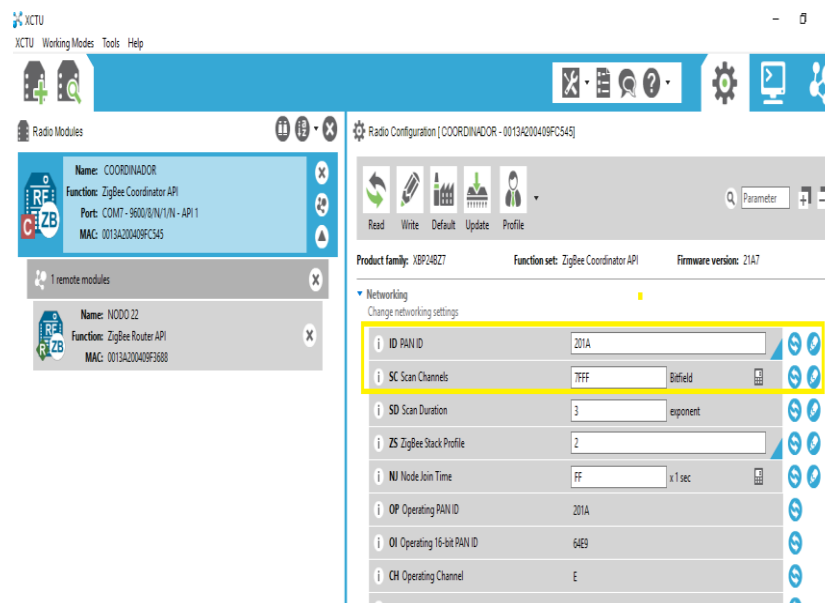 XCTU
XCTU Working Modes Tools Help
Radio Modules
Name: COORDINADOR
Function: ZigBee Coordinator API
Port: COM7 - 9600/8/N/1/N - API 1
MAC: 0013A200409FC545
RF
ZB
C
1 remote modules
Name: NODO 22
Function: ZigBee Router API
MAC: 0013A200409F3688
RF
ZB
R
Radio Configuration [ COORDINADOR - 0013A200409FC545]
Read Write Default Update Profile
Parameter
Product family: XBP24BZ7 Function set: ZigBee Coordinator API Firmware version: 21A7
Networking
Change networking settings
i ID PAN ID 201A
i SC Scan Channels 7FFF Bitfield
i SD Scan Duration 3 exponent
i ZS ZigBee Stack Profile 2
i NJ Node Join Time FF x 1 sec
i OP Operating PAN ID 201A
i OI Operating 16-bit PAN ID 64E9
i CH Operating Channel E